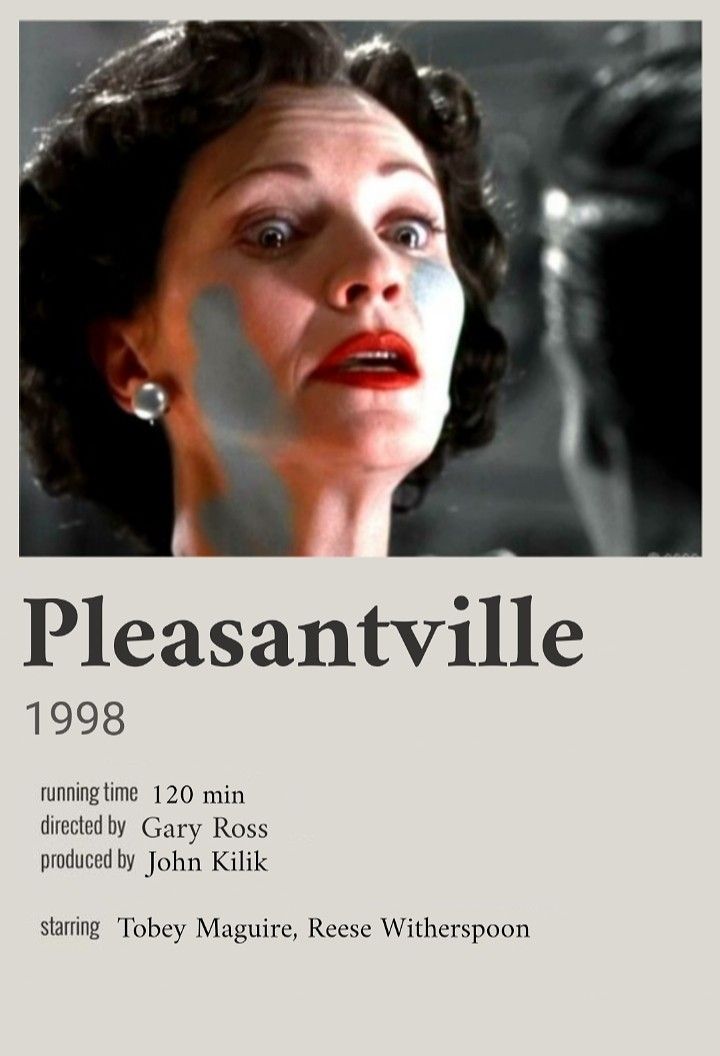 Pleasantville
1998
running time 120 min
directed by Gary Ross
produced by John Kilik
starring Tobey Maguire, Reese Witherspoon